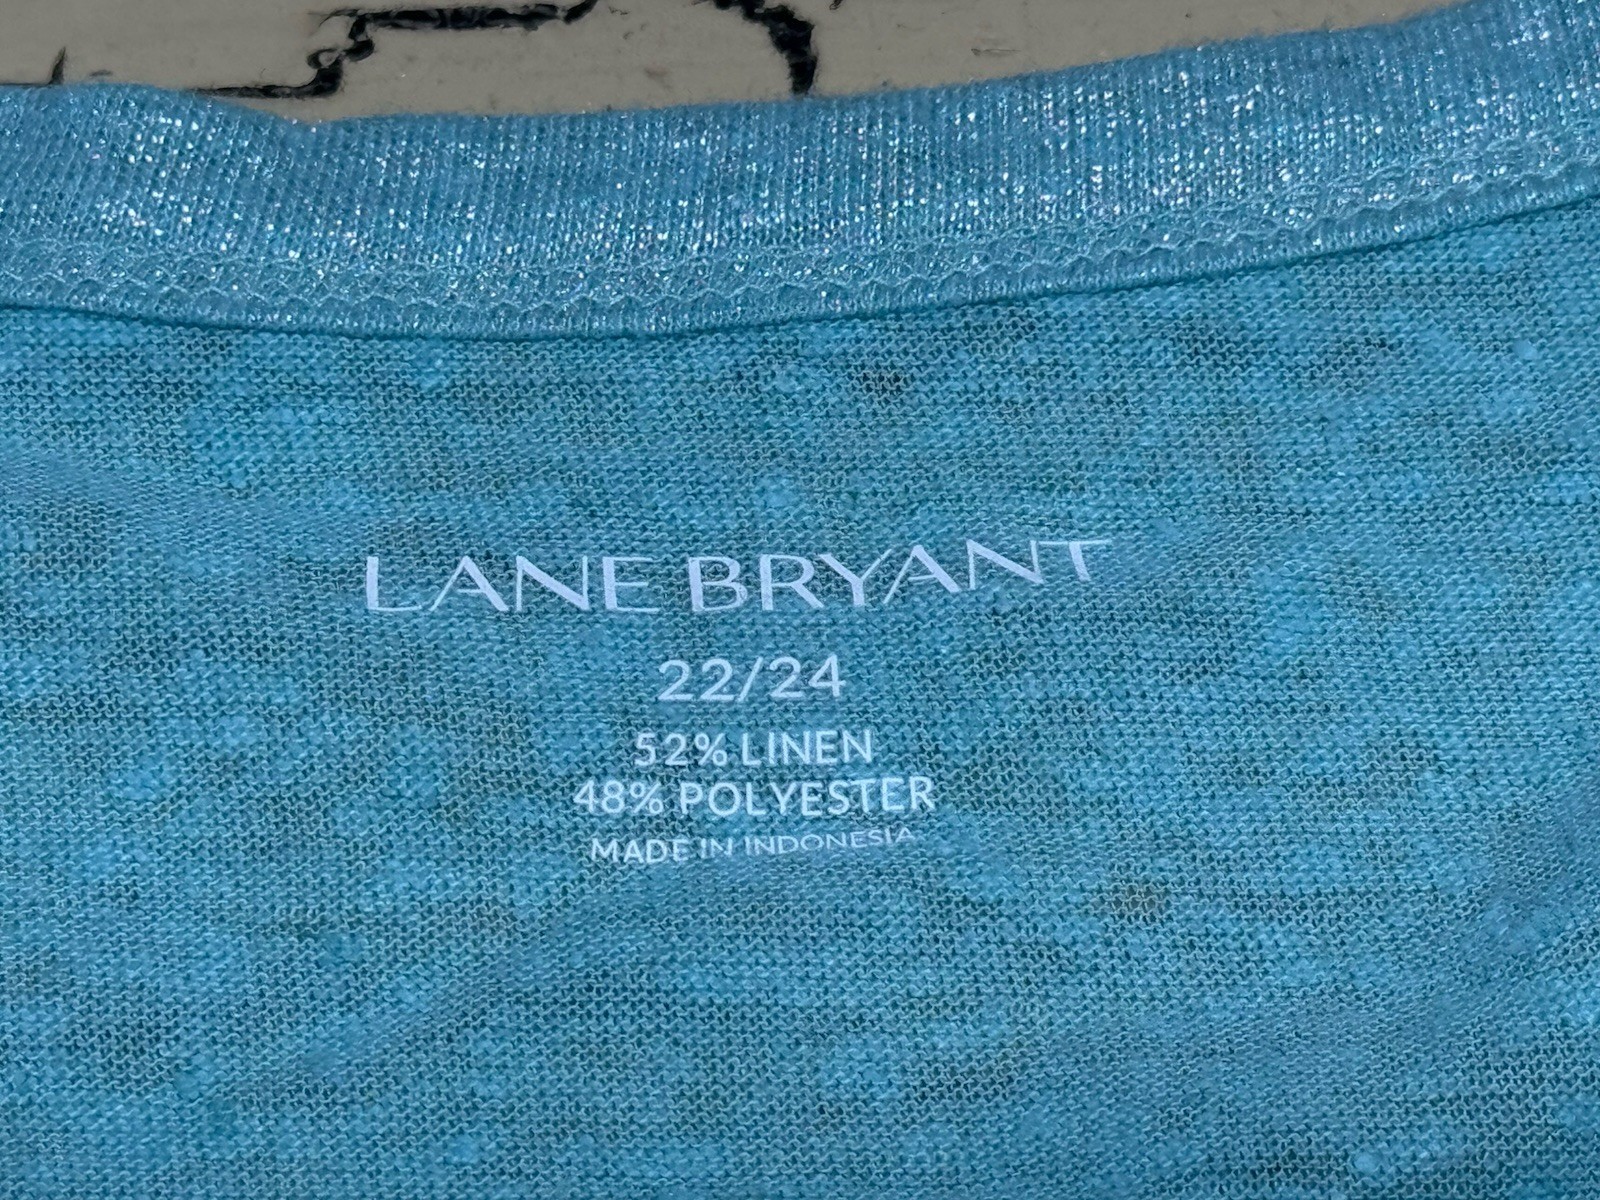 LANE BRYANT
22/24
52% LINEN
48% POLYESTER
MADE IN INDONESIA